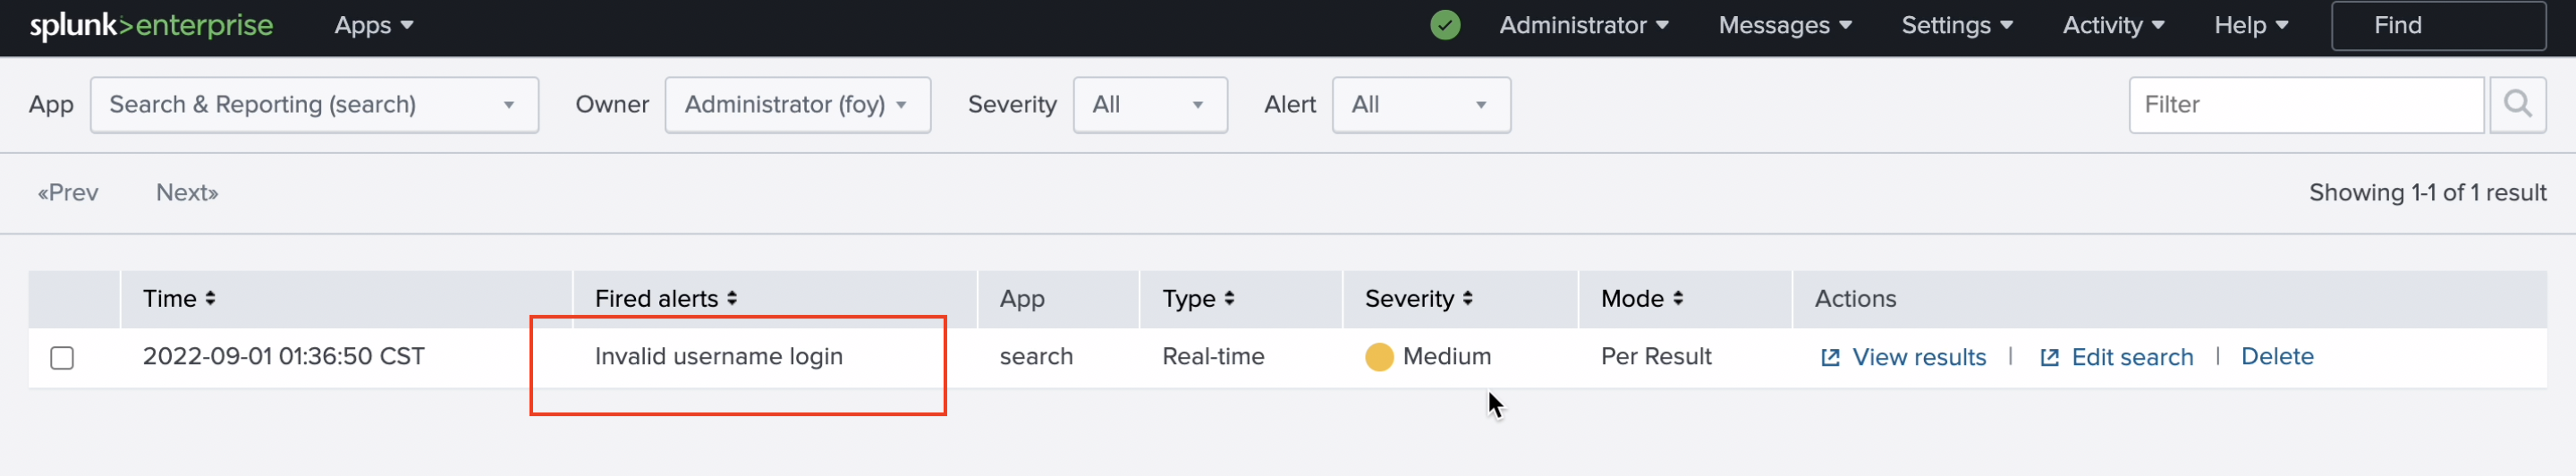 splunk>enterprise Apps Administrator Messages Settings Activity Help Find
App Search & Reporting (search) Owner Administrator (foy) Severity All Alert All Filter
«Prev Next» Showing 1-1 of 1 result
Time Fired alerts App Type Severity Mode Actions
2022-09-01 01:36:50 CST Invalid username login search Real-time Medium Per Result View results | Edit search | Delete